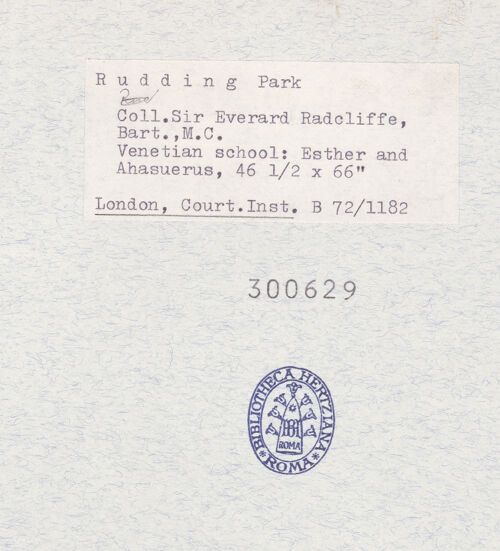 R u d d i n g Park
Coll.Sir Everard Radcliffe,
Bart.,M.C.
Venetian school: Esther and
Ahasuerus, 46 1/2 x 66"
London, Court.Inst. B 72/1182
300629
BIBLIOTHECA HERTZIANA
ROMA
* ROMA *